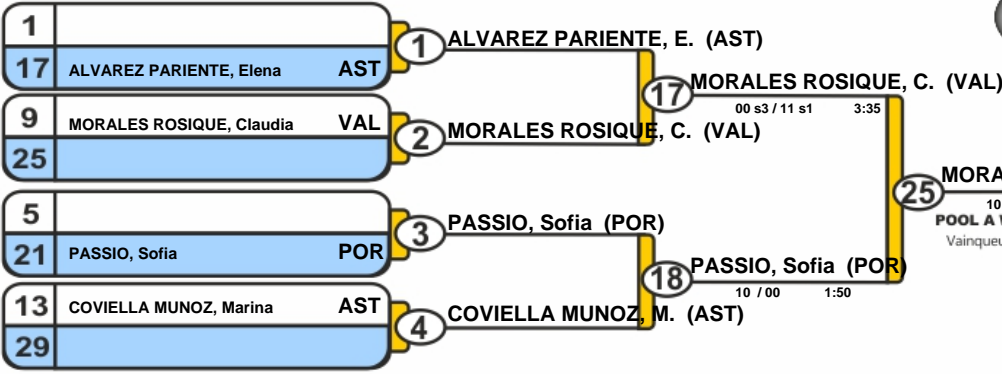 1
17 ALVAREZ PARIENTE, Elena AST
1 ALVAREZ PARIENTE, E. (AST)
9 MORALES ROSIQUE, Claudia VAL
25
2 MORALES ROSIQUE, C. (VAL)
17 MORALES ROSIQUE, C. (VAL)
00 s3 / 11 s1 3:35
5
21 PASSIO, Sofia POR
3 PASSIO, Sofia (POR)
13 COVIELLA MUNOZ, Marina AST
29
4 COVIELLA MUNOZ, M. (AST)
18 PASSIO, Sofia (POR)
10 / 00 1:50
25 MORA
10
POOL A
Vainqueu